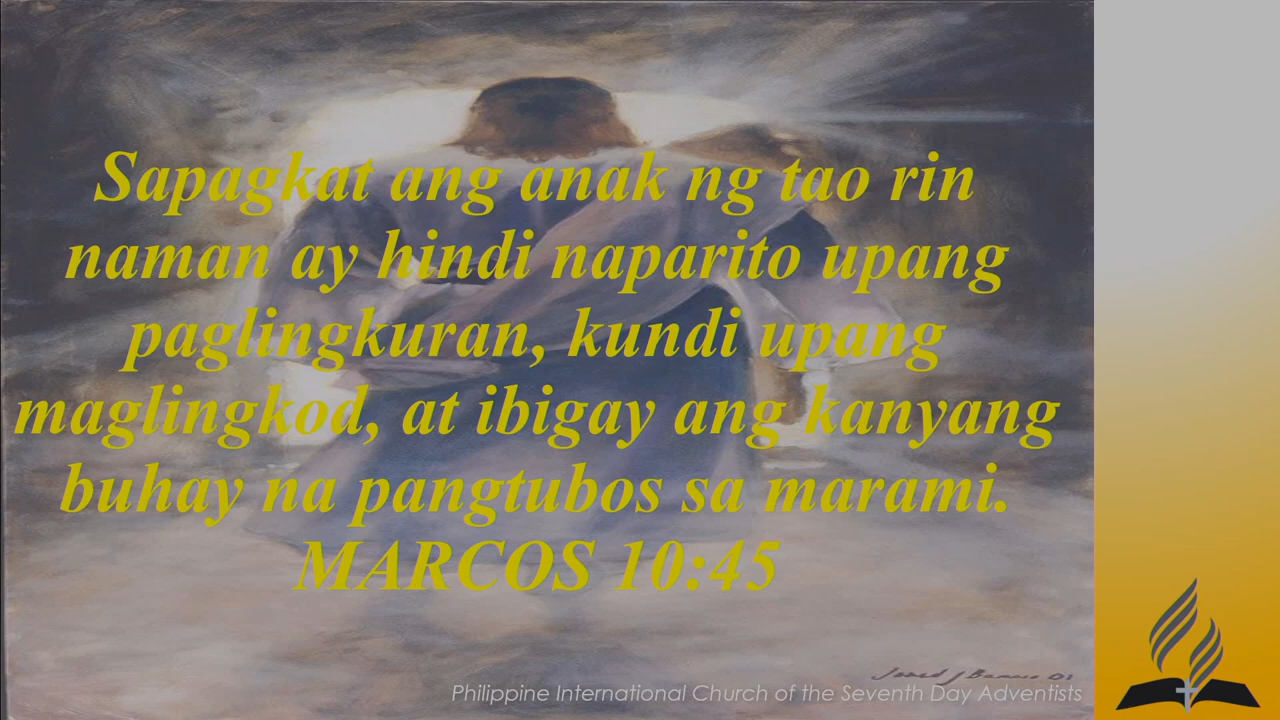 Sapagkat ang anak ng tao rin
naman ay hindi naparito upang
paglingkuran, kundi upang
maglingkod, at ibigay ang kanyang
buhay na pangtubos sa marami.
MARCOS 10:45
Philippine International Church of the Seventh Day Adventists